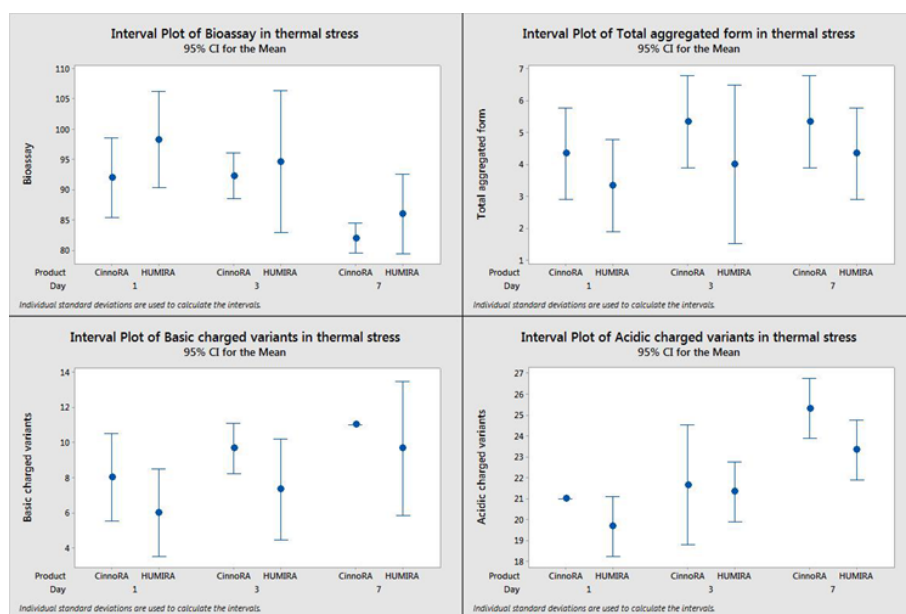 Interval Plot of Bioassay in thermal stress
95% CI for the Mean
110
105
100
95
90
85
80
Bioassay
Product CinnoRA HUMIRA CinnoRA HUMIRA CinnoRA HUMIRA
Day 1 3 7
Individual standard deviations are used to calculate the intervals.
Interval Plot of Total aggregated form in thermal stress
95% CI for the Mean
7
6
5
4
3
2
1
Total aggregated form
Product CinnoRA HUMIRA CinnoRA HUMIRA CinnoRA HUMIRA
Day 1 3 7
Individual standard deviations are used to calculate the intervals.
Interval Plot of Basic charged variants in thermal stress
95% CI for the Mean
14
12
10
8
6
4
Basic charged variants
Product CinnoRA HUMIRA CinnoRA HUMIRA CinnoRA HUMIRA
Day 1 3 7
Individual standard deviations are used to calculate the intervals.
Interval Plot of Acidic charged variants in thermal stress
95% CI for the Mean
27
26
25
24
23
22
21
20
19
18
Acidic charged variants
Product CinnoRA HUMIRA CinnoRA HUMIRA CinnoRA HUMIRA
Day 1 3 7
Individual standard deviations are used to calculate the intervals.